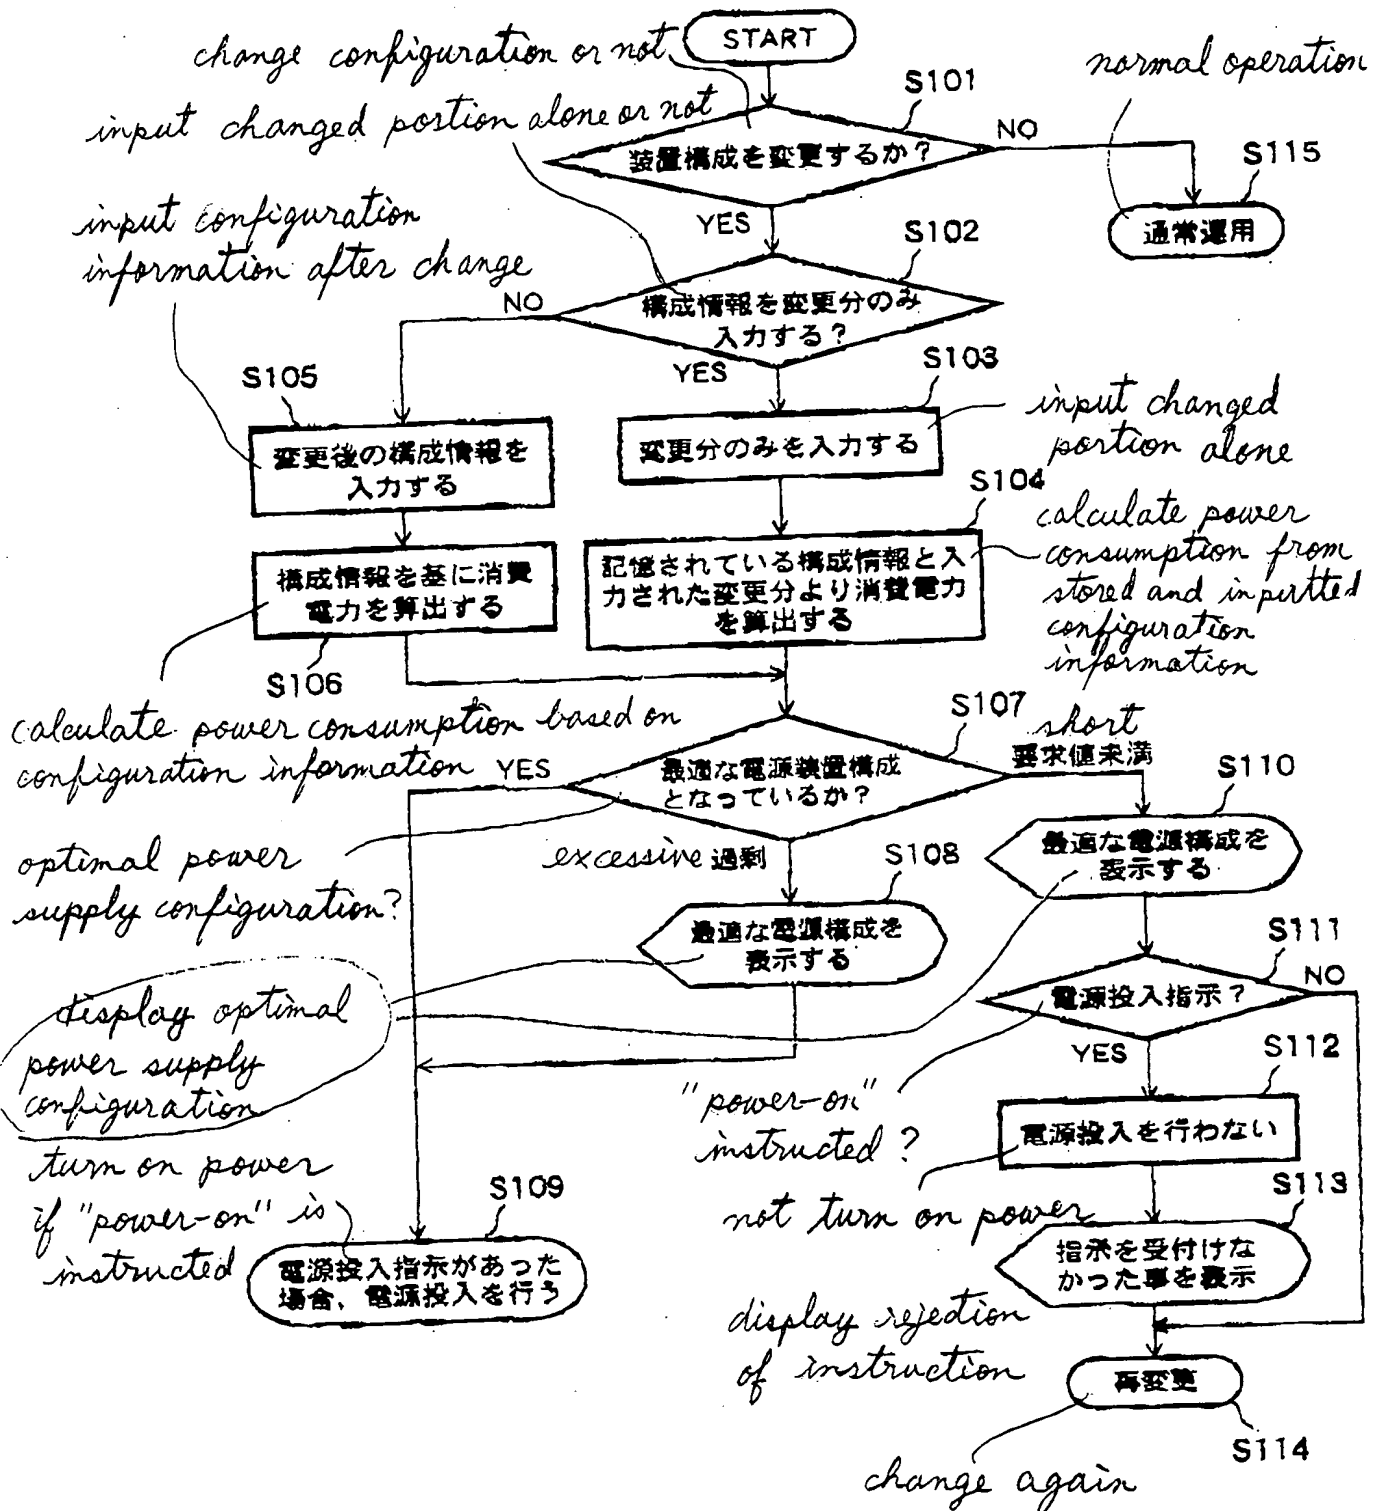 change configuration or not
START
normal operation
S101
input changed portion alone or not
装置構成を変更するか？
NO
S115
通常運用
YES
input configuration
information after change
S102
構成情報を変更分のみ
入力する？
NO
YES
S103
S105
変更後の構成情報を
入力する
変更分のみを入力する
input changed
portion alone
S104
構成情報を基に消費
電力を算出する
記憶されている構成情報と入
力された変更分より消費電力
を算出する
calculate power
consumption from
stored and inputted
configuration
information
S106
calculate power consumption based on
configuration information
S107
short
要求値未満
YES
最適な電源装置構成
となっているか？
S110
最適な電源構成を
表示する
optimal power
supply configuration?
excessive 過剰
S108
最適な電源構成を
表示する
S111
電源投入指示？
NO
YES
display optimal
power supply
configuration
S112
"power-on"
instructed?
電源投入を行わない
turn on power
if "power-on" is
instructed
S109
電源投入指示があった
場合、電源投入を行う
not turn on power
S113
指示を受付けな
かった事を表示
display rejection
of instruction
再変更
S114
change again